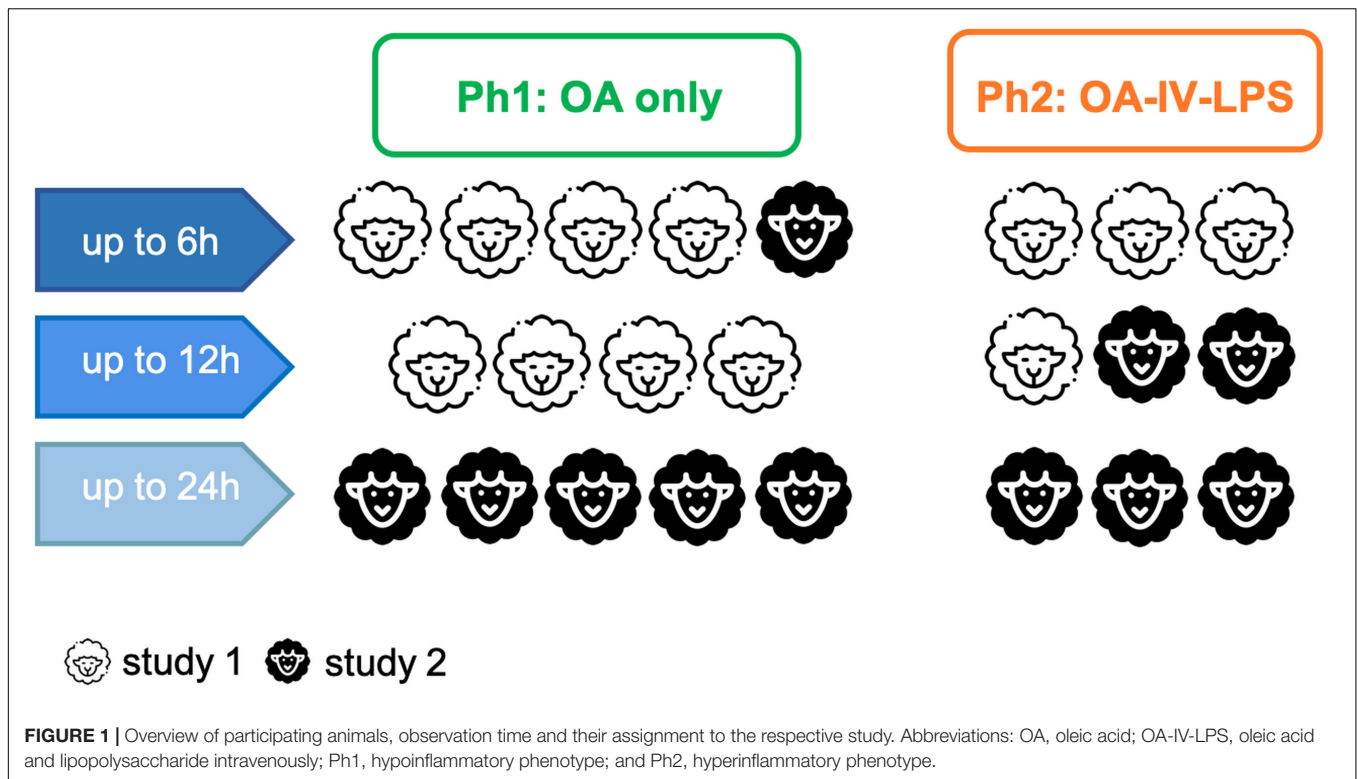 Ph1: OA only
Ph2: OA-IV-LPS
up to 6h
up to 12h
up to 24h
study 1
study 2
FIGURE 1 | Overview of participating animals, observation time and their assignment to the respective study. Abbreviations: OA, oleic acid; OA-IV-LPS, oleic acid
and lipopolysaccharide intravenously; Ph1, hypoinflammatory phenotype; and Ph2, hyperinflammatory phenotype.